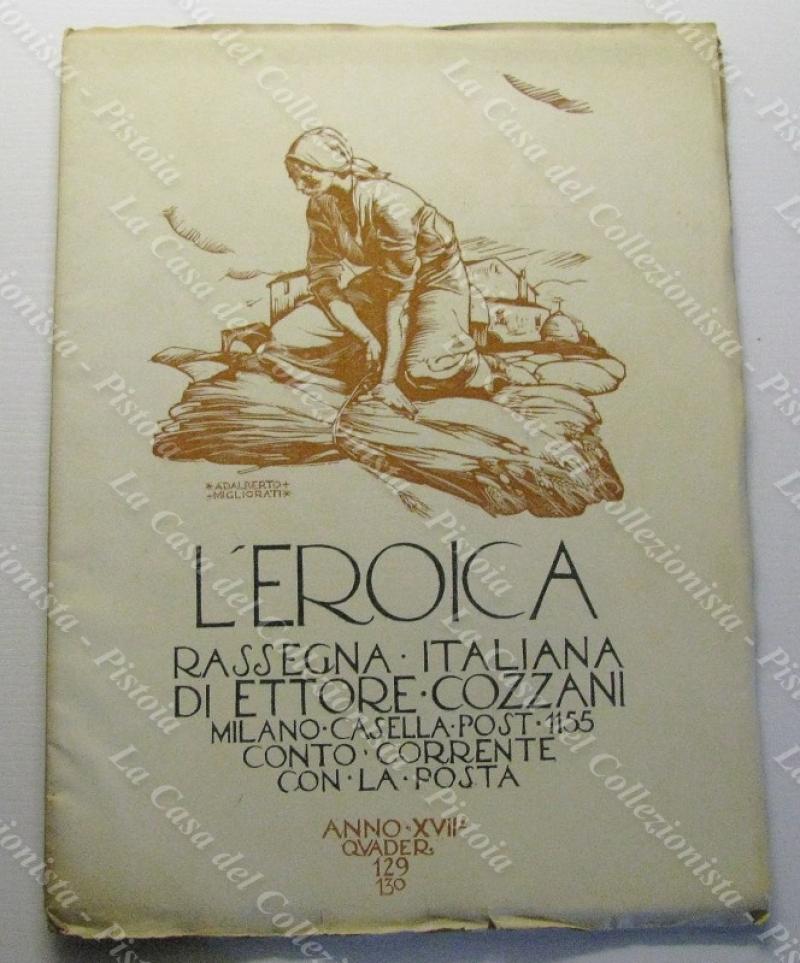 *ADALBERTO+
+MIGLIORATI*
L'EROICA
RASSEGNA · ITALIANA
DI ETTORE · COZZANI
MILANO · CASELLA · POST · 1155
CONTO · CORRENTE
CON · LA · POSTA
ANNO · XVII°
QVADER.
129
130
La Casa del Collezionista - Pistoia